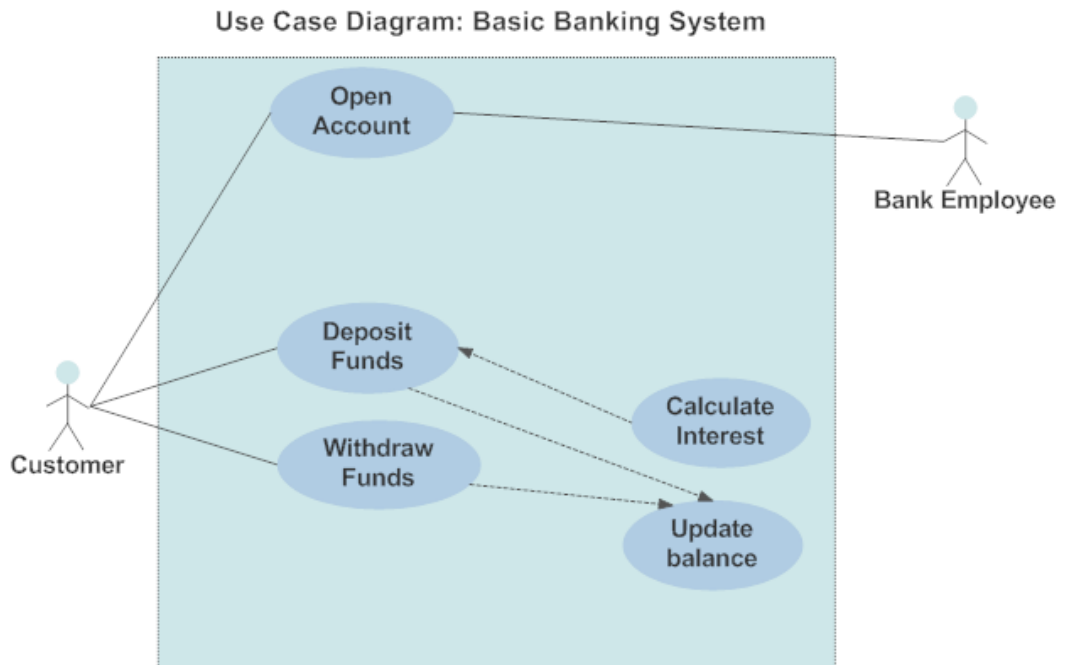 Use Case Diagram: Basic Banking System
Open
Account
Bank Employee
Deposit
Funds
Calculate
Interest
Withdraw
Funds
Customer
Update
balance